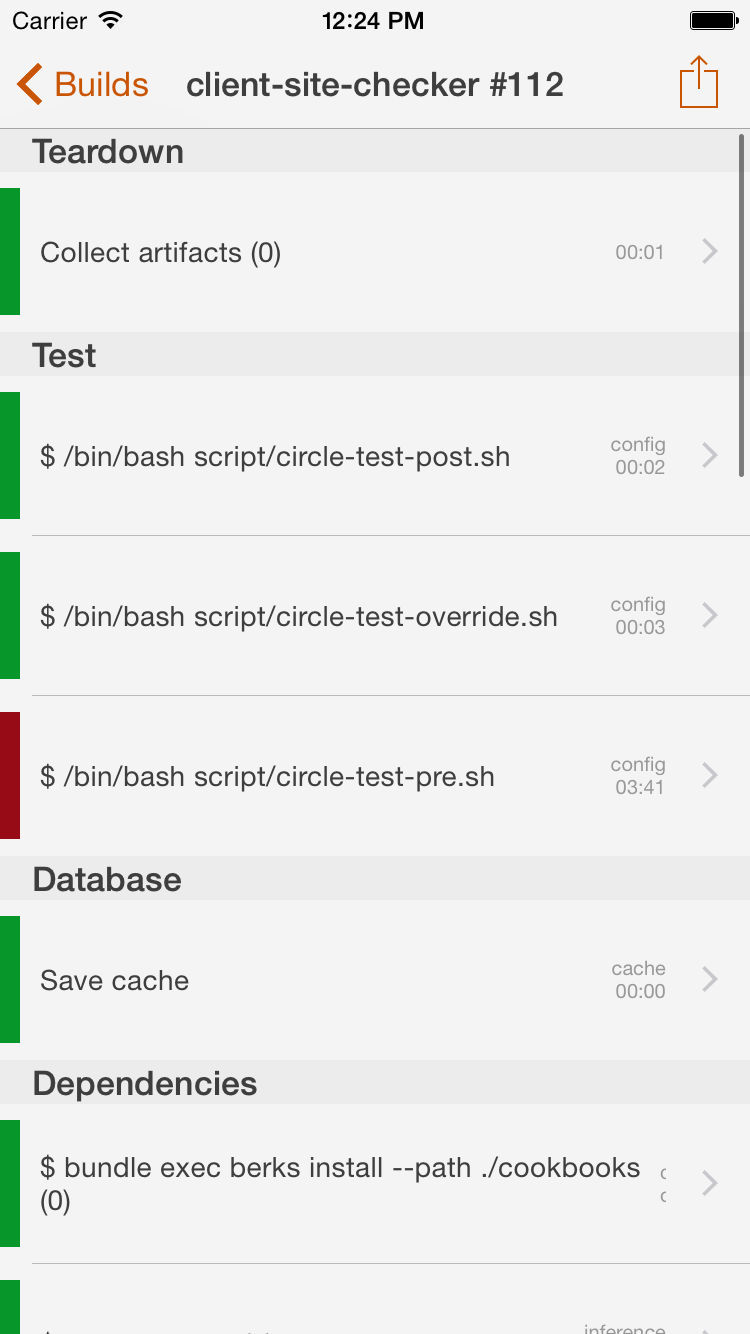 Carrier 12:24 PM
Builds client-site-checker #112
Teardown
Collect artifacts (0) 00:01
Test
$ /bin/bash script/circle-test-post.sh config
00:02
$ /bin/bash script/circle-test-override.sh config
00:03
$ /bin/bash script/circle-test-pre.sh config
03:41
Database
Save cache cache
00:00
Dependencies
$ bundle exec berks install --path ./cookbooks
(0)
inference